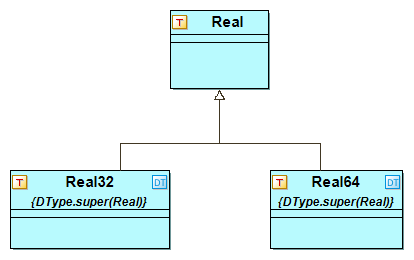 T Real
T Real32 DT
{DType.super(Real)}
T Real64 DT
{DType.super(Real)}